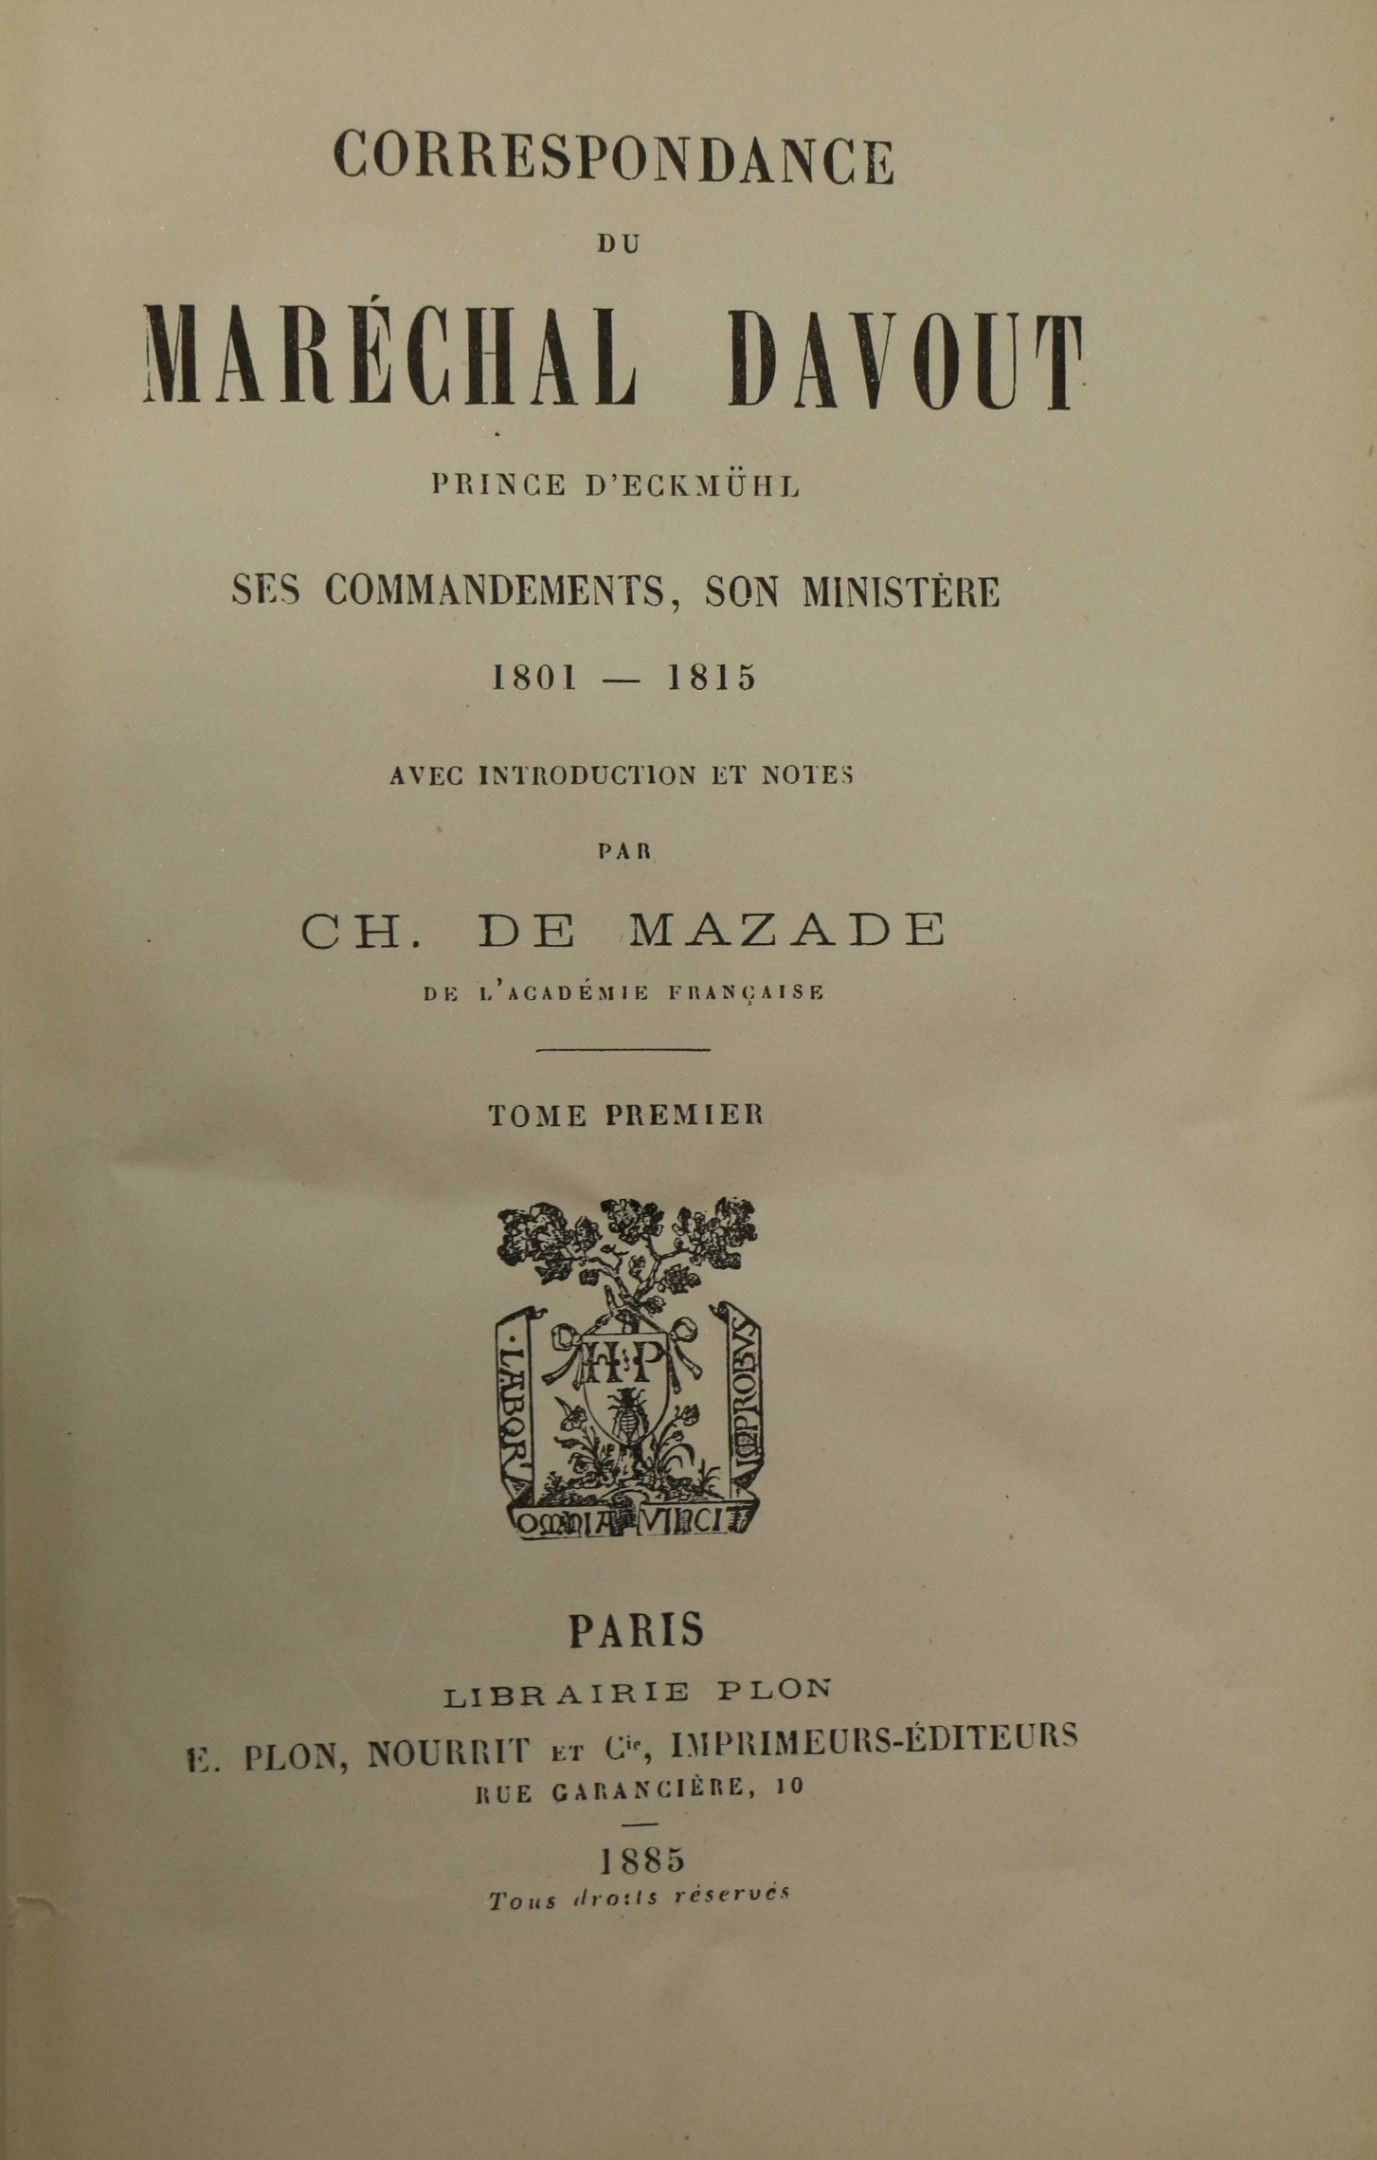 CORRESPONDANCE
DU
MARÉCHAL DAVOUT
PRINCE D'ECKMÜHL
SES COMMANDEMENTS, SON MINISTÈRE
1801 — 1815
AVEC INTRODUCTION ET NOTES
PAR
CH. DE MAZADE
DE L'ACADÉMIE FRANÇAISE
TOME PREMIER
H P
·LABOR·
IMPROBVS
OMNIA VINCIT
PARIS
LIBRAIRIE PLON
E. PLON, NOURRIT ET Cie, IMPRIMEURS-ÉDITEURS
RUE GARANCIÈRE, 10
1885
Tous droits réservés